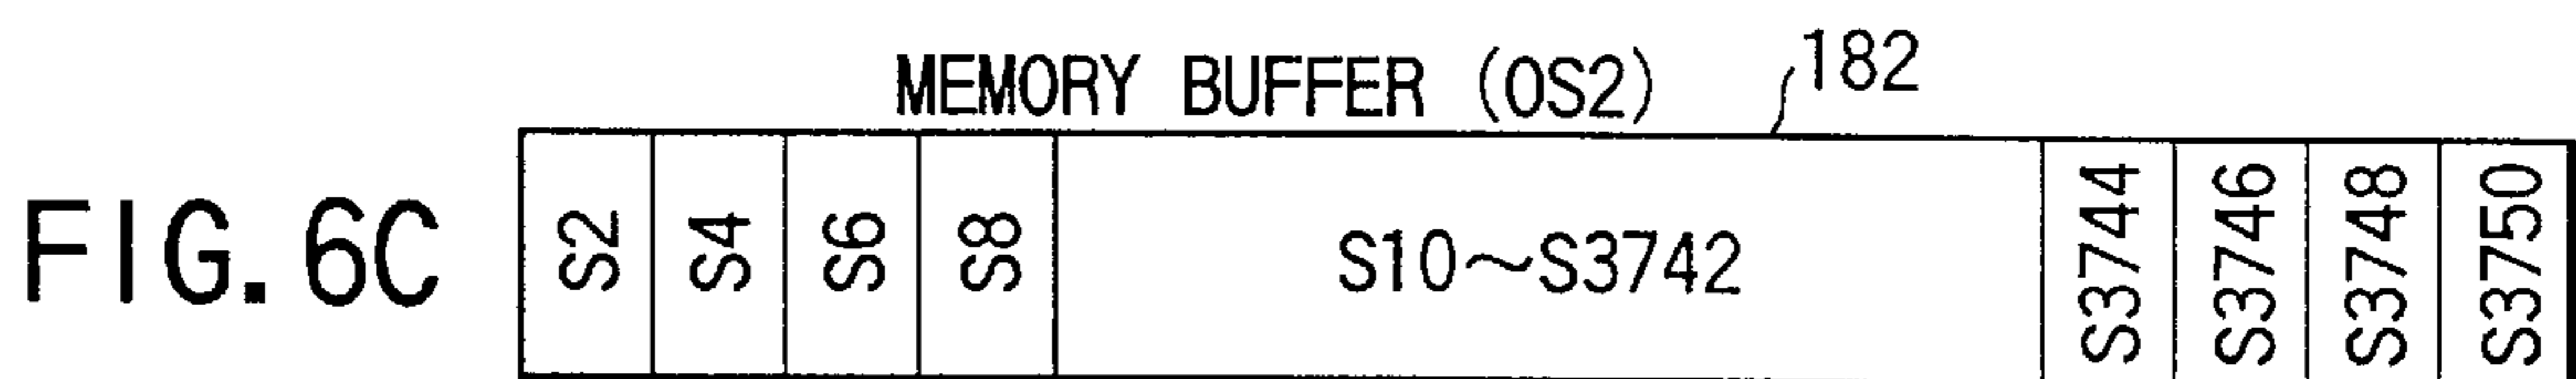 MEMORY BUFFER (OS2)
182
FIG.6C
S2
S4
S6
S8
S10~S3742
S3744
S3746
S3748
S3750